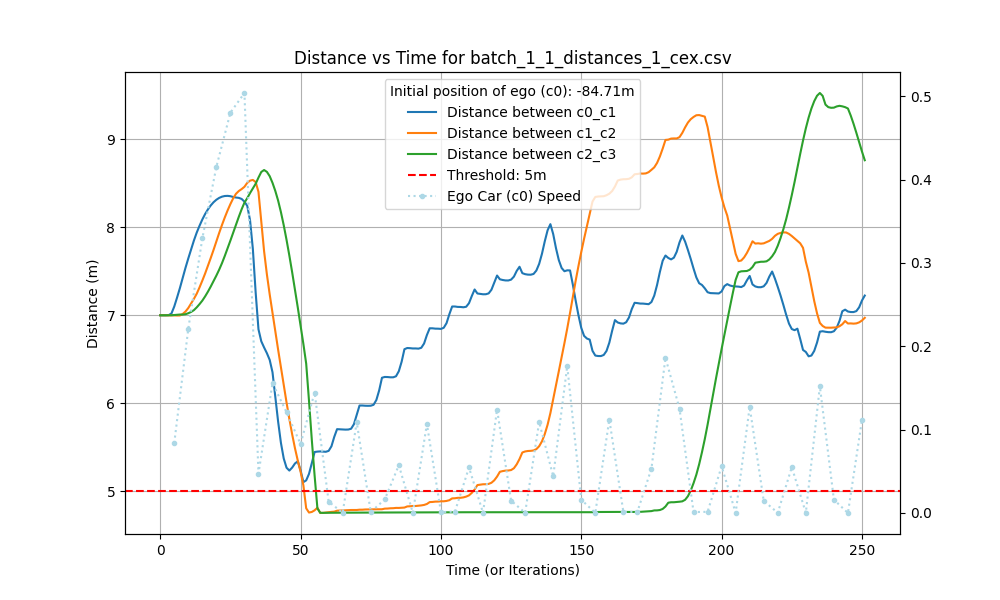 Distance vs Time for batch_1_1_distances_1_cex.csv
Initial position of ego (c0): -84.71m
Distance between c0_c1
Distance between c1_c2
Distance between c2_c3
Threshold: 5m
Ego Car (c0) Speed
Distance (m)
9
8
7
6
5
0.5
0.4
0.3
0.2
0.1
0.0
0 50 100 150 200 250
Time (or Iterations)